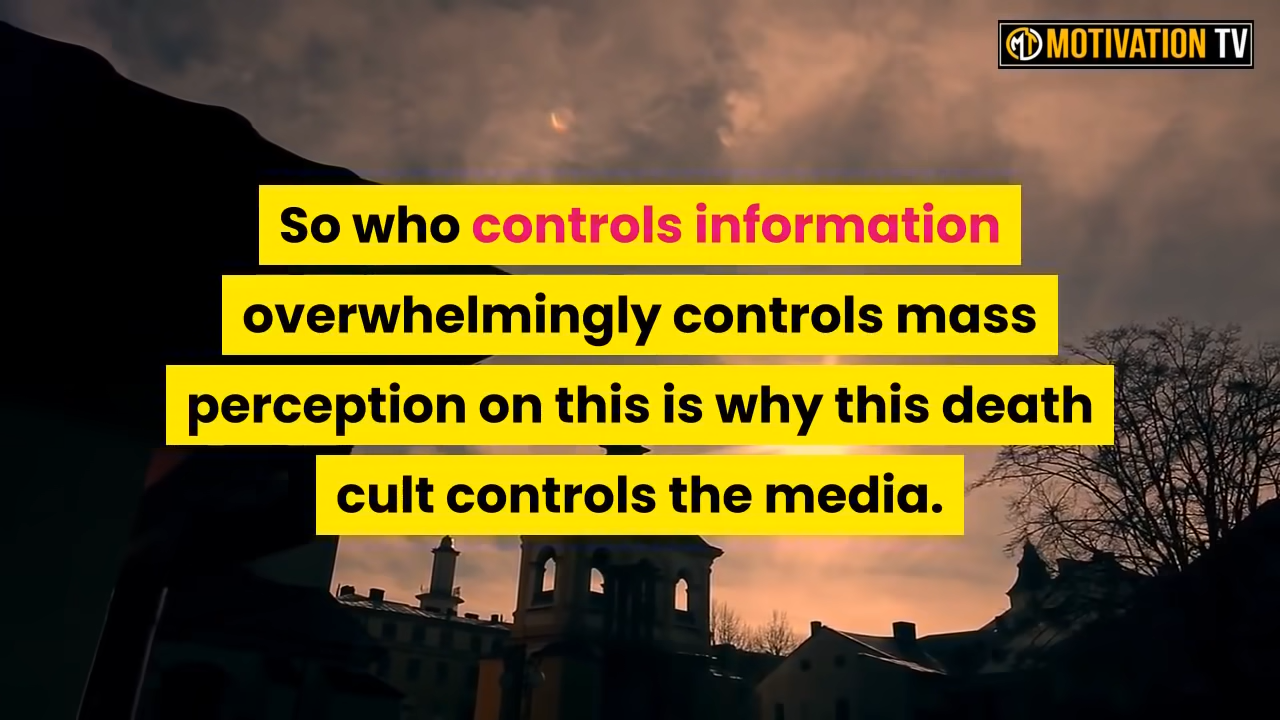 MOTIVATION TV
So who controls information
overwhelmingly controls mass
perception on this is why this death
cult controls the media.